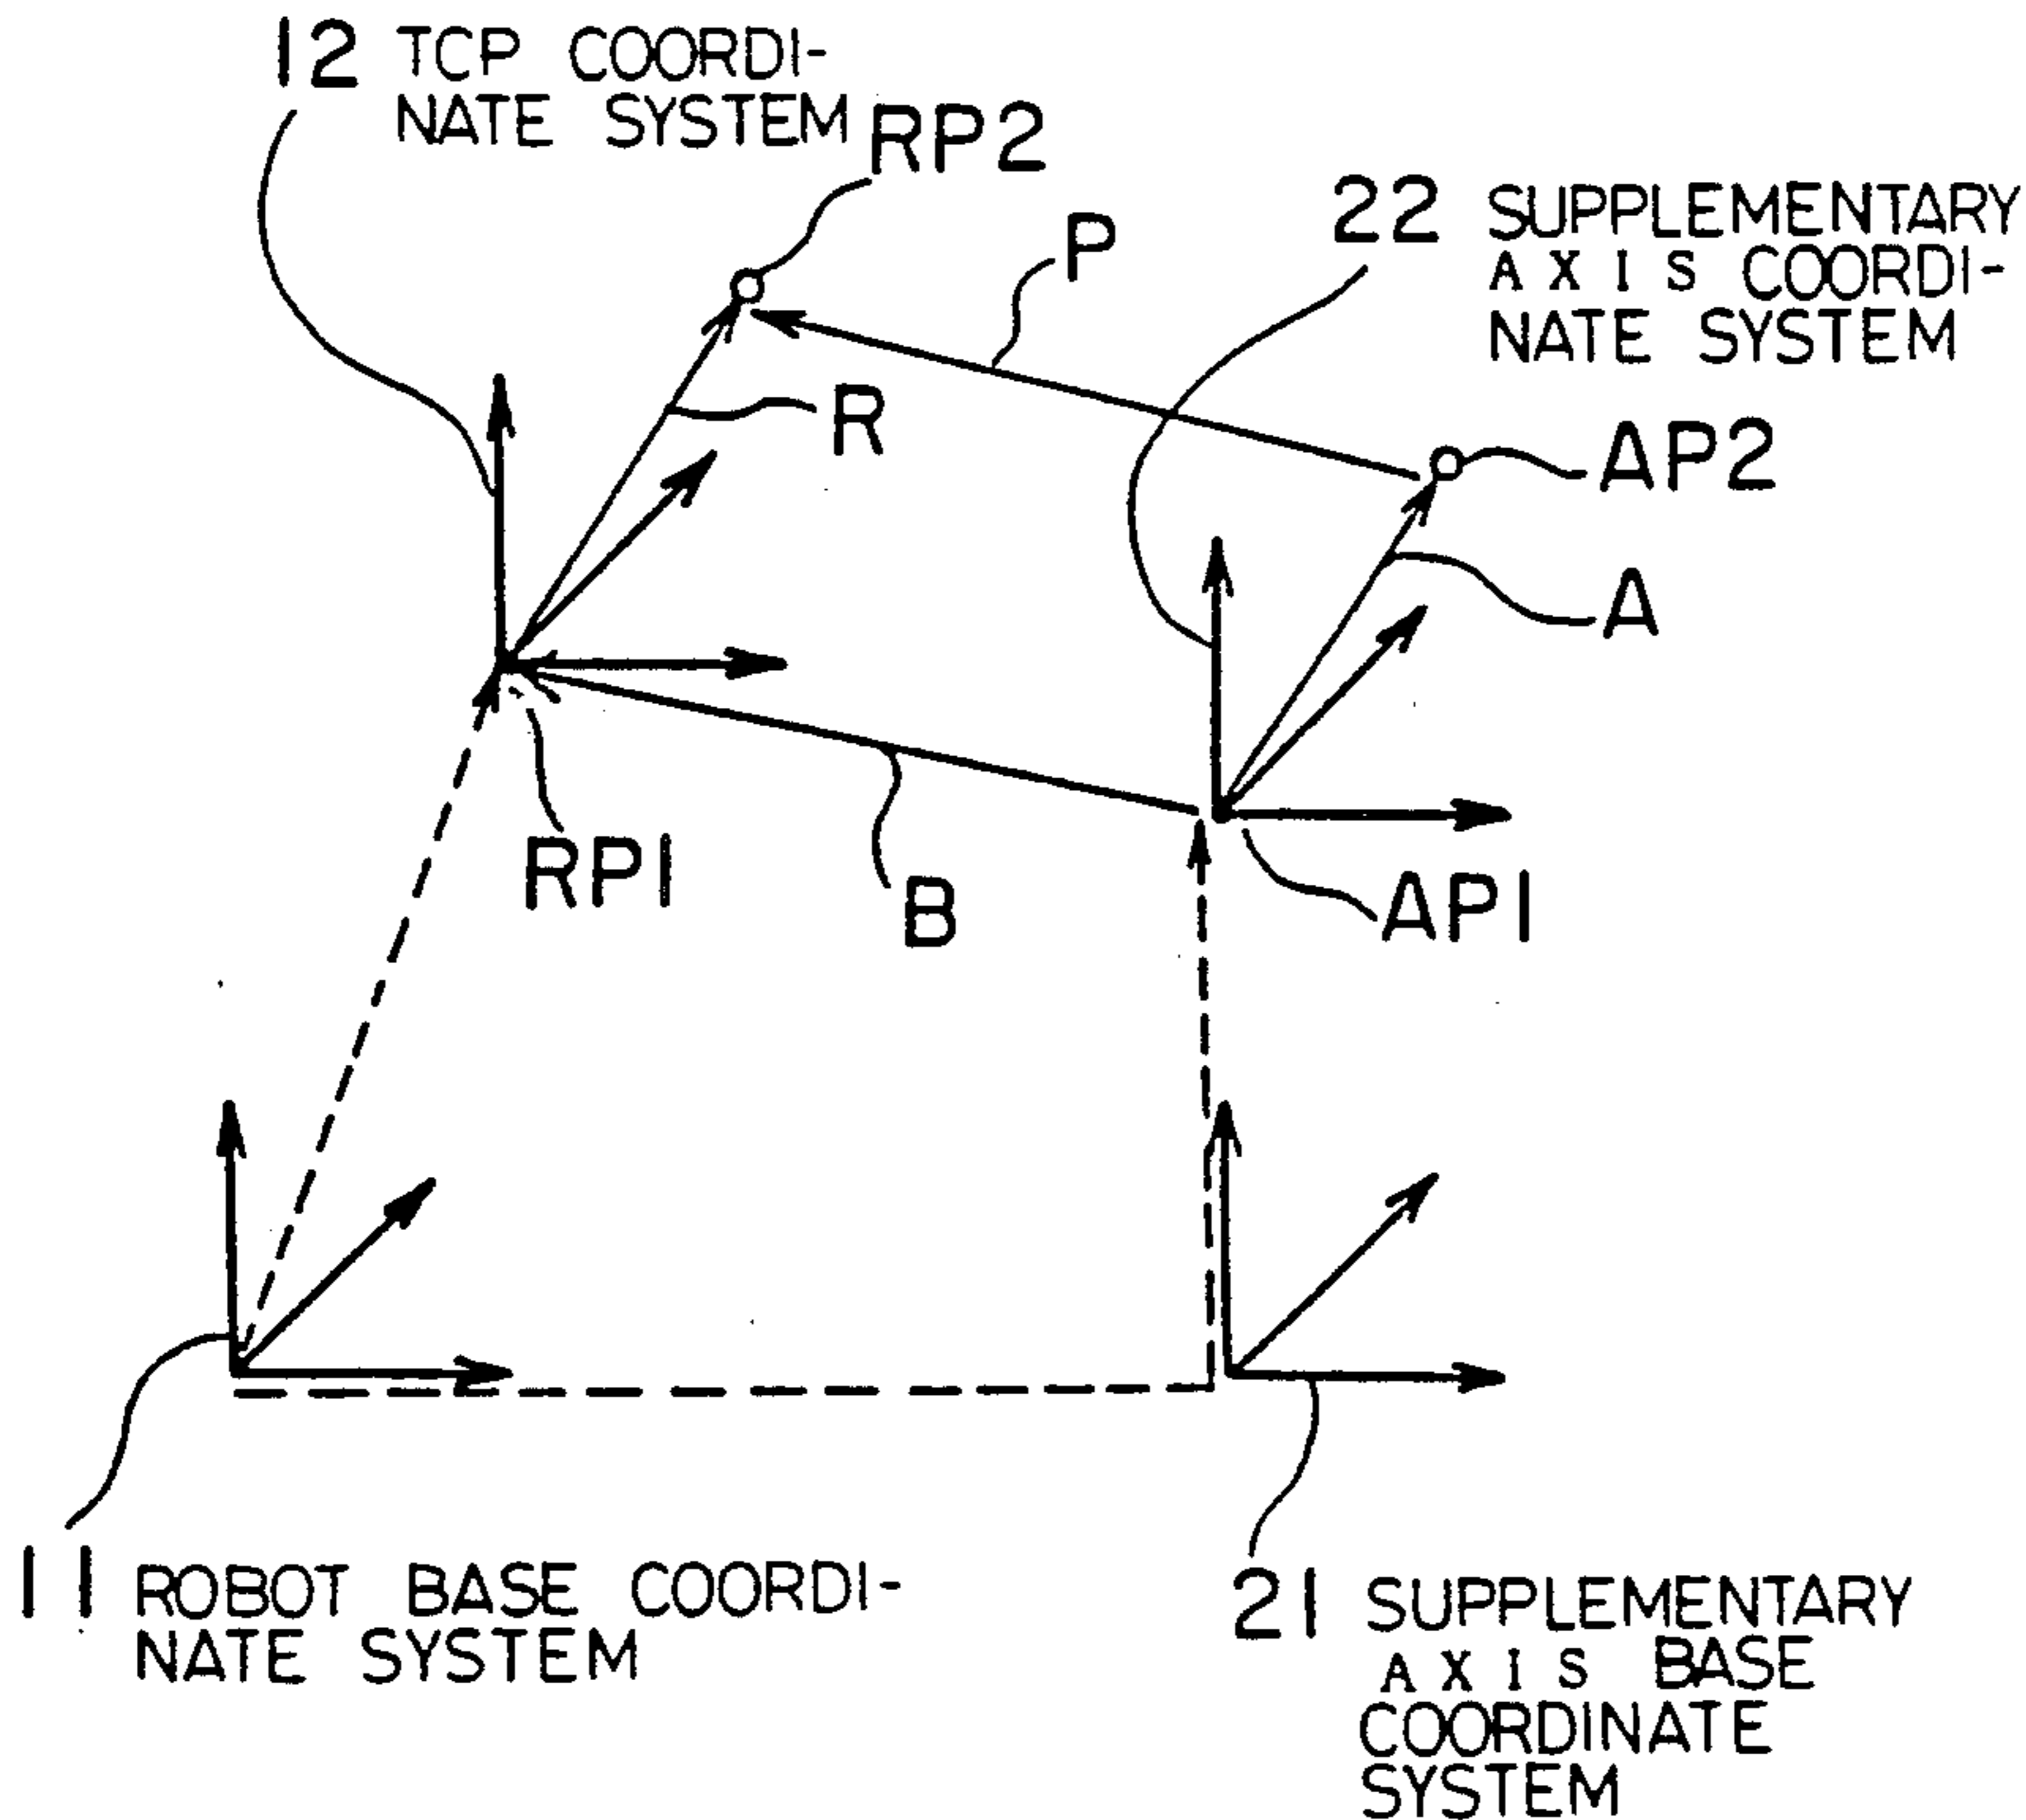 12 TCP COORDI-
NATE SYSTEM
RP2
P
22 SUPPLEMENTARY
AXIS COORDI-
NATE SYSTEM
R
AP2
A
RP1
B
AP1
11 ROBOT BASE COORDI-
NATE SYSTEM
21 SUPPLEMENTARY
AXIS BASE
COORDINATE
SYSTEM